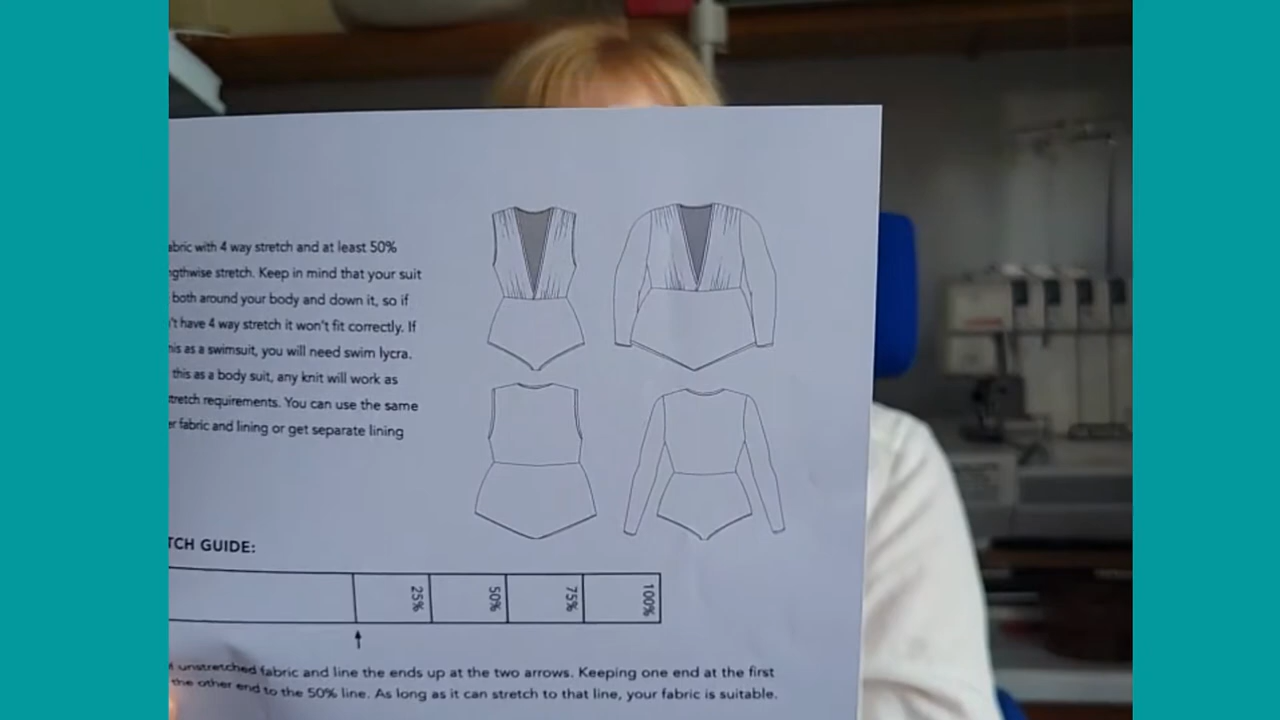 abric with 4 way stretch and at least 50%
ngthwise stretch. Keep in mind that your suit
both around your body and down it, so if
't have 4 way stretch it won't fit correctly. If
his as a swimsuit, you will need swim lycra.
this as a body suit, any knit will work as
stretch requirements. You can use the same
er fabric and lining or get separate lining
TCH GUIDE:
25% 50% 75% 100%
unstretched fabric and line the ends up at the two arrows. Keeping one end at the first
the other end to the 50% line. As long as it can stretch to that line, your fabric is suitable.